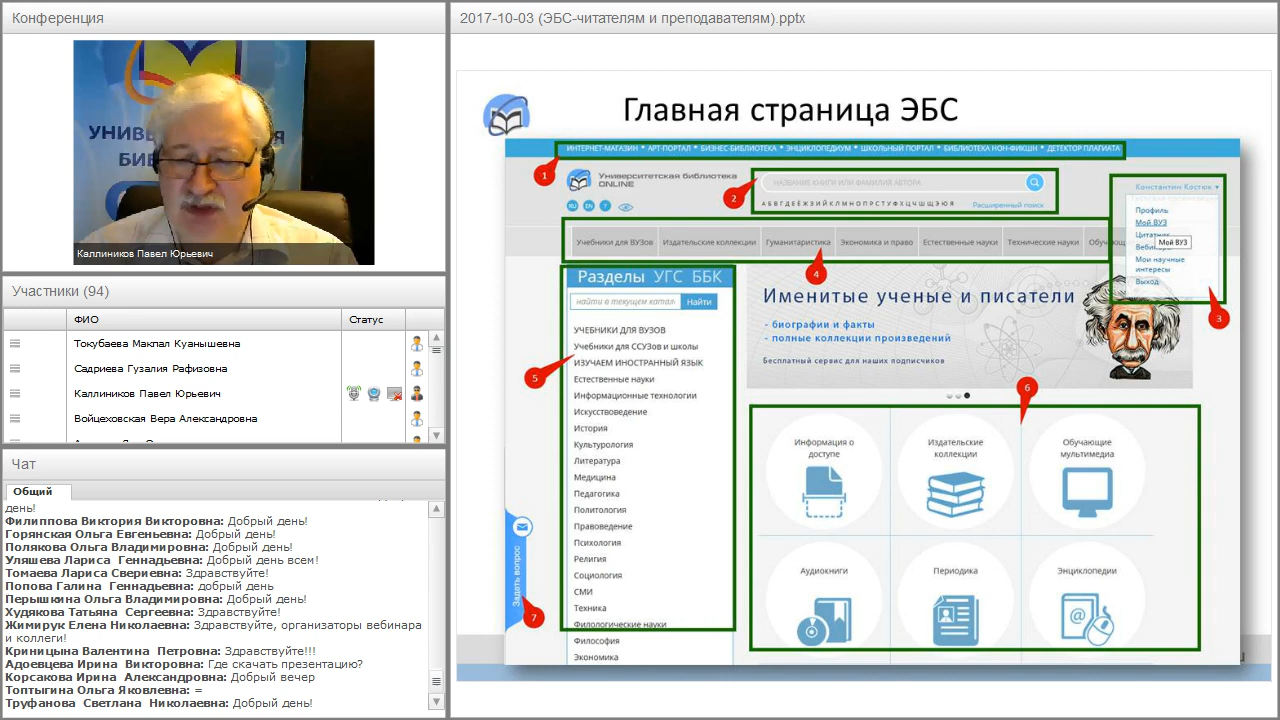 Конференция
УНИВЕ
БИБ
Каллиников Павел Юрьевич
Участники (94)
ФИО
Статус
Токубаева Макпал Куанышевна
Садриева Гузалия Рафизовна
Каллиников Павел Юрьевич
Войцеховская Вера Александровна
Чат
Общий
день!
Филиппова Виктория Викторовна: Добрый день!
Горянская Ольга Евгеньевна: Добрый день!
Полякова Ольга Владимировна: Добрый день!
Уляшева Лариса Геннадьевна: Добрый день всем!
Томаева Лариса Свериевна: Здравствуйте!
Попова Галина Геннадьевна: добрый день
Перышкина Ольга Владимировна: Добрый день!
Худякова Татьяна Сергеевна: Здравствуйте!
Жимирук Елена Николаевна: Здравствуйте, организаторы вебинара
и коллеги!
Криницына Валентина Петровна: Здравствуйте!!!
Адоевцева Ирина Викторовна: Где скачать презентацию?
Корсакова Ирина Александровна: Добрый вечер
Топтыгина Ольга Яковлевна: =
Труфанова Светлана Николаевна: Добрый день!
2017-10-03 (ЭБС-читателям и преподавателям).pptx
Главная страница ЭБС
ИНТЕРНЕТ-МАГАЗИН * АРТ-ПОРТАЛ * БИЗНЕС-БИБЛИОТЕКА * ЭНЦИКЛОПЕДИУМ * ШКОЛЬНЫЙ ПОРТАЛ * БИБЛИОТЕКА НОН-ФИКШН * ДЕТЕКТОР ПЛАГИАТА
1
Университетская библиотека
ONLINE
RU EN ?
2
НАЗВАНИЕ КНИГИ ИЛИ ФАМИЛИЯ АВТОРА
А Б В Г Д Е Ё Ж З И Й К Л М Н О П Р С Т У Ф Х Ц Ч Ш Щ Э Ю Я
Расширенный поиск
Константин Костюк
Профиль
Мой ВУЗ
Цитатник
Мой ВУЗ
Мои научные
интересы
Выход
3
Учебники для ВУЗов
Издательские коллекции
Гуманитаристика
Экономика и право
Естественные науки
Технические науки
4
Разделы УГС ББК
Найти
УЧЕБНИКИ ДЛЯ ВУЗОВ
Учебники для ССУЗов и школы
ИЗУЧАЕМ ИНОСТРАННЫЙ ЯЗЫК
Естественные науки
Информационные технологии
Искусствоведение
История
Культурология
Литература
Медицина
Педагогика
Политология
Правоведение
Психология
Религия
Социология
СМИ
Техника
Филологические науки
Философия
Экономика
5
Именитые ученые и писатели
- биографии и факты
- полные коллекции произведений
Бесплатный сервис для наших подписчиков
6
Информация о
доступе
Издательские
коллекции
Обучающие
мультимедиа
Аудиокниги
Периодика
Энциклопедии
Задать вопрос
7